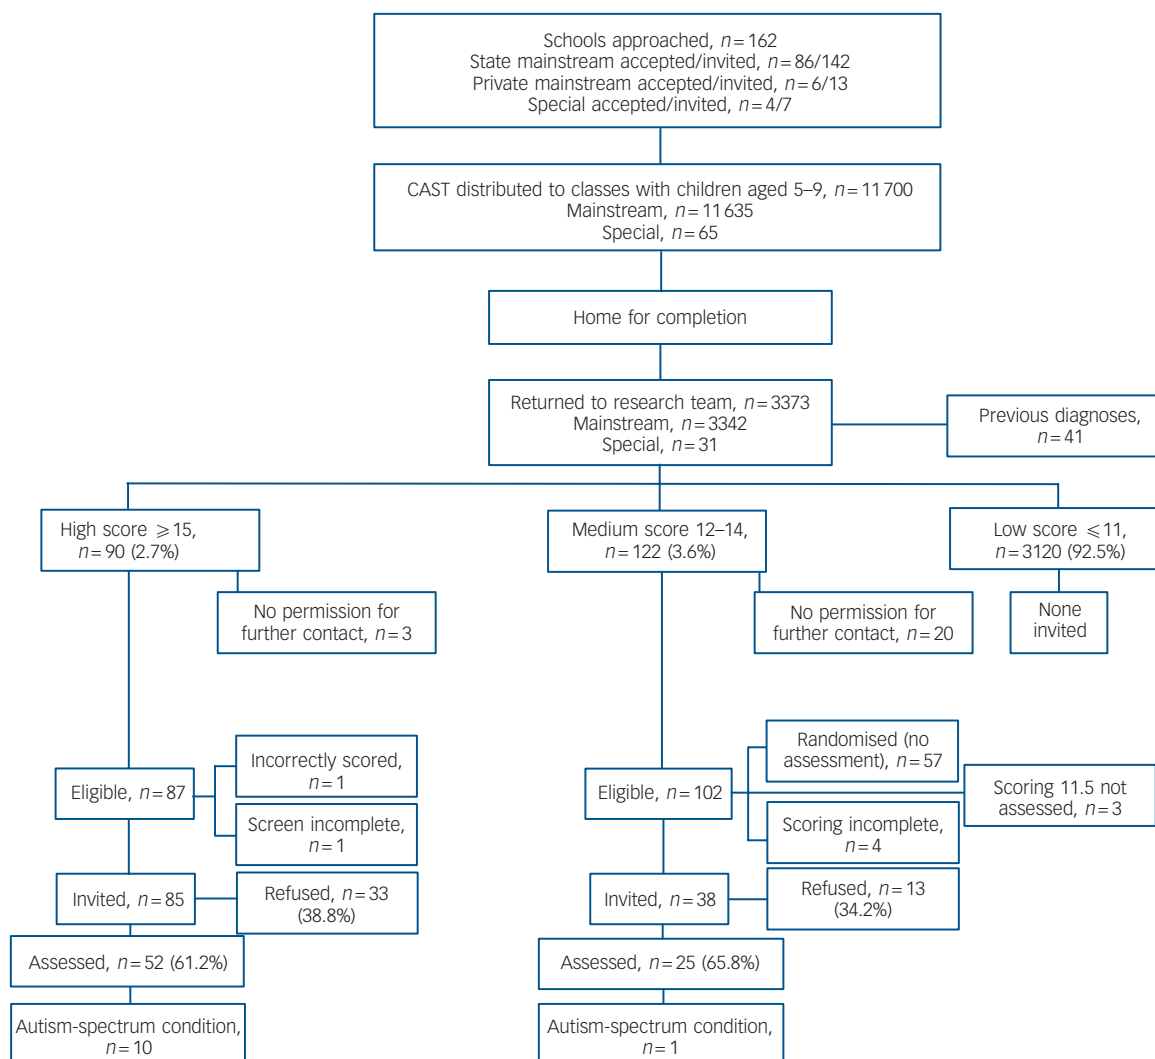 Schools approached, n=162
State mainstream accepted/invited, n=86/142
Private mainstream accepted/invited, n=6/13
Special accepted/invited, n=4/7
CAST distributed to classes with children aged 5–9, n=11 700
Mainstream, n=11 635
Special, n=65
Home for completion
Returned to research team, n=3373
Mainstream, n=3342
Special, n=31
Previous diagnoses,
n=41
High score ⩾15,
n=90 (2.7%)
Medium score 12–14,
n=122 (3.6%)
Low score ⩽11,
n=3120 (92.5%)
No permission for
further contact, n=3
No permission for
further contact, n=20
None
invited
Incorrectly scored,
n=1
Eligible, n=87
Screen incomplete,
n=1
Randomised (no
assessment), n=57
Eligible, n=102
Scoring 11.5 not
assessed, n=3
Scoring incomplete,
n=4
Invited, n=85
Refused, n=33
(38.8%)
Invited, n=38
Refused, n=13
(34.2%)
Assessed, n=52 (61.2%)
Assessed, n=25 (65.8%)
Autism-spectrum condition,
n=10
Autism-spectrum condition,
n=1